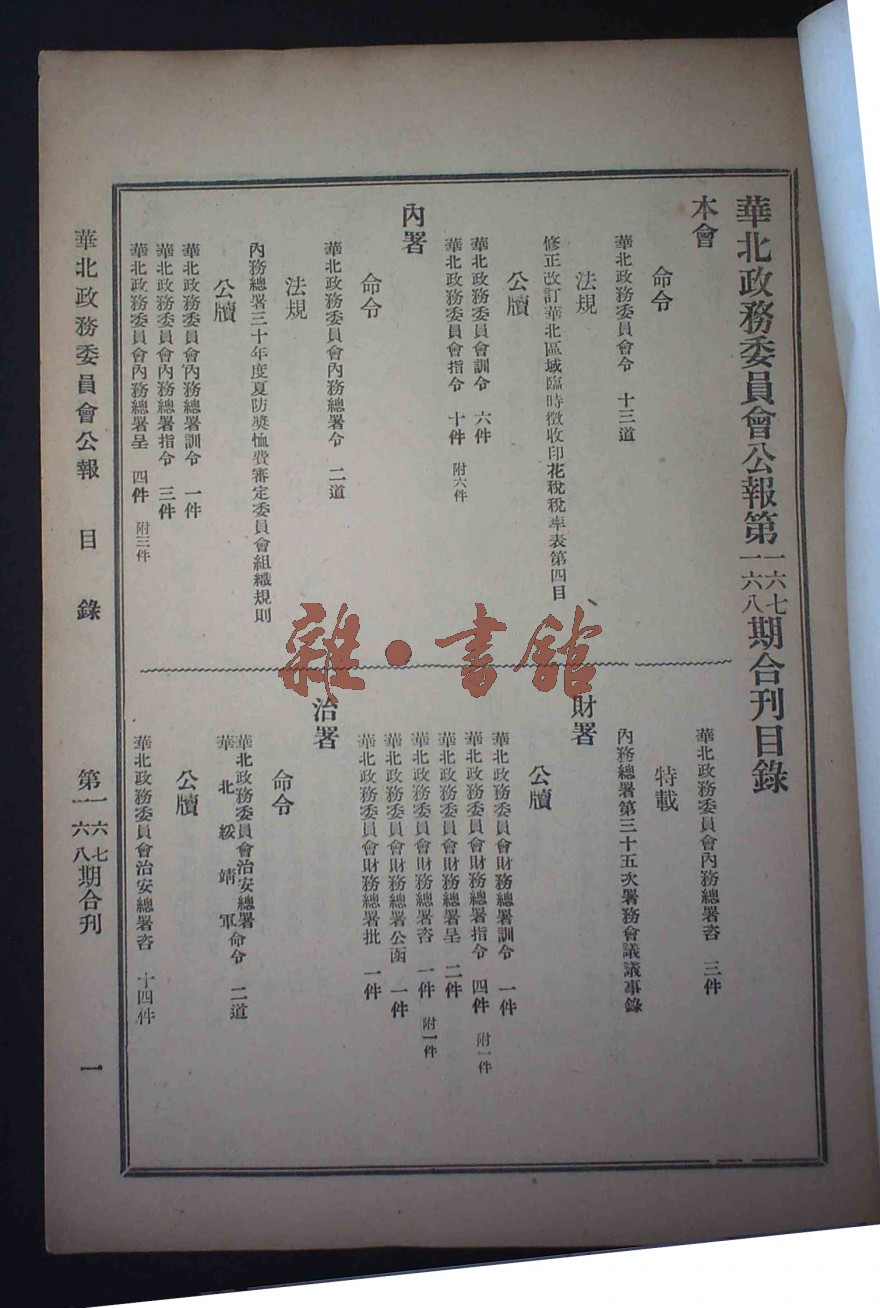 華北政務委員會公報第一六七一六八期合刊目錄
本會
命令
華北政務委員會令 十三道
法規
修正改訂華北區域臨時徵收印花稅稅率表第四目
公牘
華北政務委員會訓令 六件
華北政務委員會指令 十件 附六件
內署
命令
華北政務委員會內務總署令 二道
法規
內務總署三十年度夏防獎恤費審定委員會組織規則
公牘
華北政務委員會內務總署訓令 一件
華北政務委員會內務總署指令 三件
華北政務委員會內務總署呈 四件 附三件
華北政務委員會內務總署咨 三件
特載
內務總署第三十五次署務會議議事錄
財署
公牘
華北政務委員會財務總署訓令 一件
華北政務委員會財務總署指令 四件 附一件
華北政務委員會財務總署呈 二件
華北政務委員會財務總署咨 一件 附一件
華北政務委員會財務總署公函 一件
華北政務委員會財務總署批 一件
治署
命令
華北政務委員會治安總署華北綏靖軍命令 二道
公牘
華北政務委員會治安總署咨 十四件
華北政務委員會公報 目錄 第一六七一六八期合刊 一
雜·書館